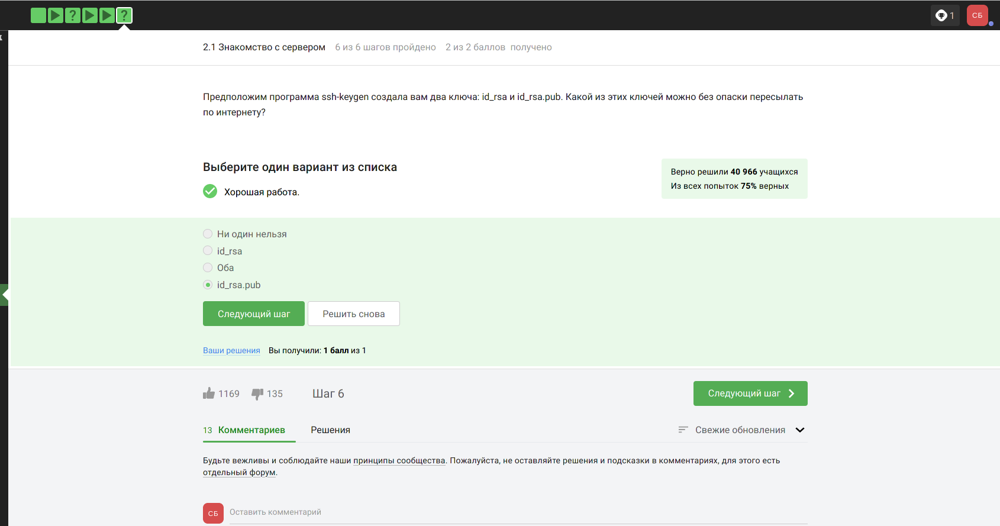 ? ?
1 СБ
2.1 Знакомство с сервером 6 из 6 шагов пройдено 2 из 2 баллов получено
Предположим программа ssh-keygen создала вам два ключа: id_rsa и id_rsa.pub. Какой из этих ключей можно без опаски пересылать
по интернету?
Выберите один вариант из списка
Хорошая работа.
Верно решили 40 966 учащихся
Из всех попыток 75% верных
Ни один нельзя
id_rsa
Оба
id_rsa.pub
Следующий шаг Решить снова
Ваши решения Вы получили: 1 балл из 1
1169 135 Шаг 6 Следующий шаг
13 Комментариев Решения Свежие обновления
Будьте вежливы и соблюдайте наши принципы сообщества. Пожалуйста, не оставляйте решения и подсказки в комментариях, для этого есть
отдельный форум.
СБ Оставить комментарий